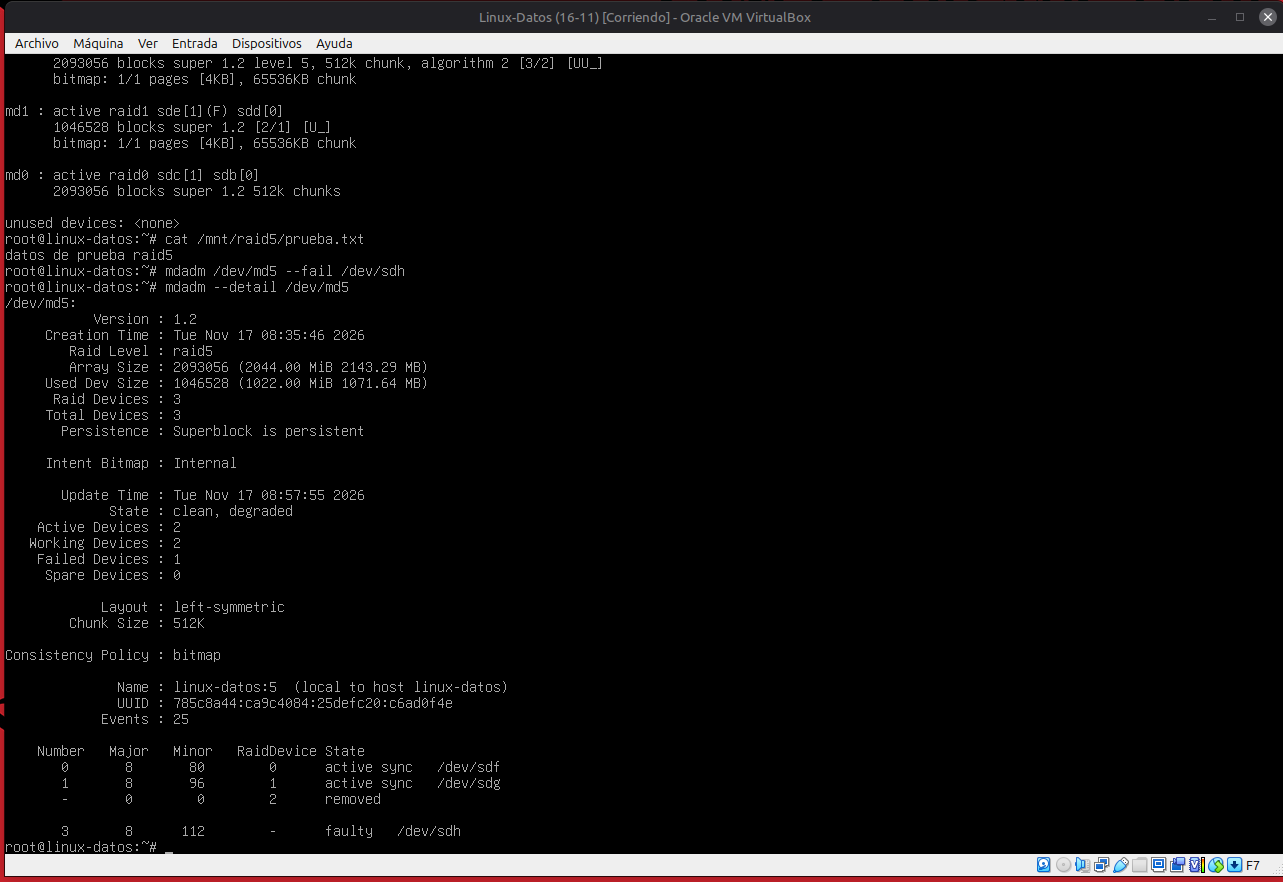 Linux-Datos (16-11) [Corriendo] - Oracle VM VirtualBox
Archivo Máquina Ver Entrada Dispositivos Ayuda
2093056 blocks super 1.2 level 5, 512k chunk, algorithm 2 [3/2] [UU_]
bitmap: 1/1 pages [4KB], 65536KB chunk
md1 : active raid1 sde[1](F) sdd[0]
1046528 blocks super 1.2 [2/1] [U_]
bitmap: 1/1 pages [4KB], 65536KB chunk
md0 : active raid0 sdc[1] sdb[0]
2093056 blocks super 1.2 512k chunks
unused devices: <none>
root@linux-datos:~# cat /mnt/raid5/prueba.txt
datos de prueba raid5
root@linux-datos:~# mdadm /dev/md5 --fail /dev/sdh
root@linux-datos:~# mdadm --detail /dev/md5
/dev/md5:
Version : 1.2
Creation Time : Tue Nov 17 08:35:46 2026
Raid Level : raid5
Array Size : 2093056 (2044.00 MiB 2143.29 MB)
Used Dev Size : 1046528 (1022.00 MiB 1071.64 MB)
Raid Devices : 3
Total Devices : 3
Persistence : Superblock is persistent
Intent Bitmap : Internal
Update Time : Tue Nov 17 08:57:55 2026
State : clean, degraded
Active Devices : 2
Working Devices : 2
Failed Devices : 1
Spare Devices : 0
Layout : left-symmetric
Chunk Size : 512K
Consistency Policy : bitmap
Name : linux-datos:5  (local to host linux-datos)
UUID : 785c8a44:ca9c4084:25defc20:c6ad0f4e
Events : 25
Number Major Minor RaidDevice State
0 8 80 0 active sync /dev/sdf
1 8 96 1 active sync /dev/sdg
- 0 0 2 removed
3 8 112 - faulty /dev/sdh
root@linux-datos:~# _
F7